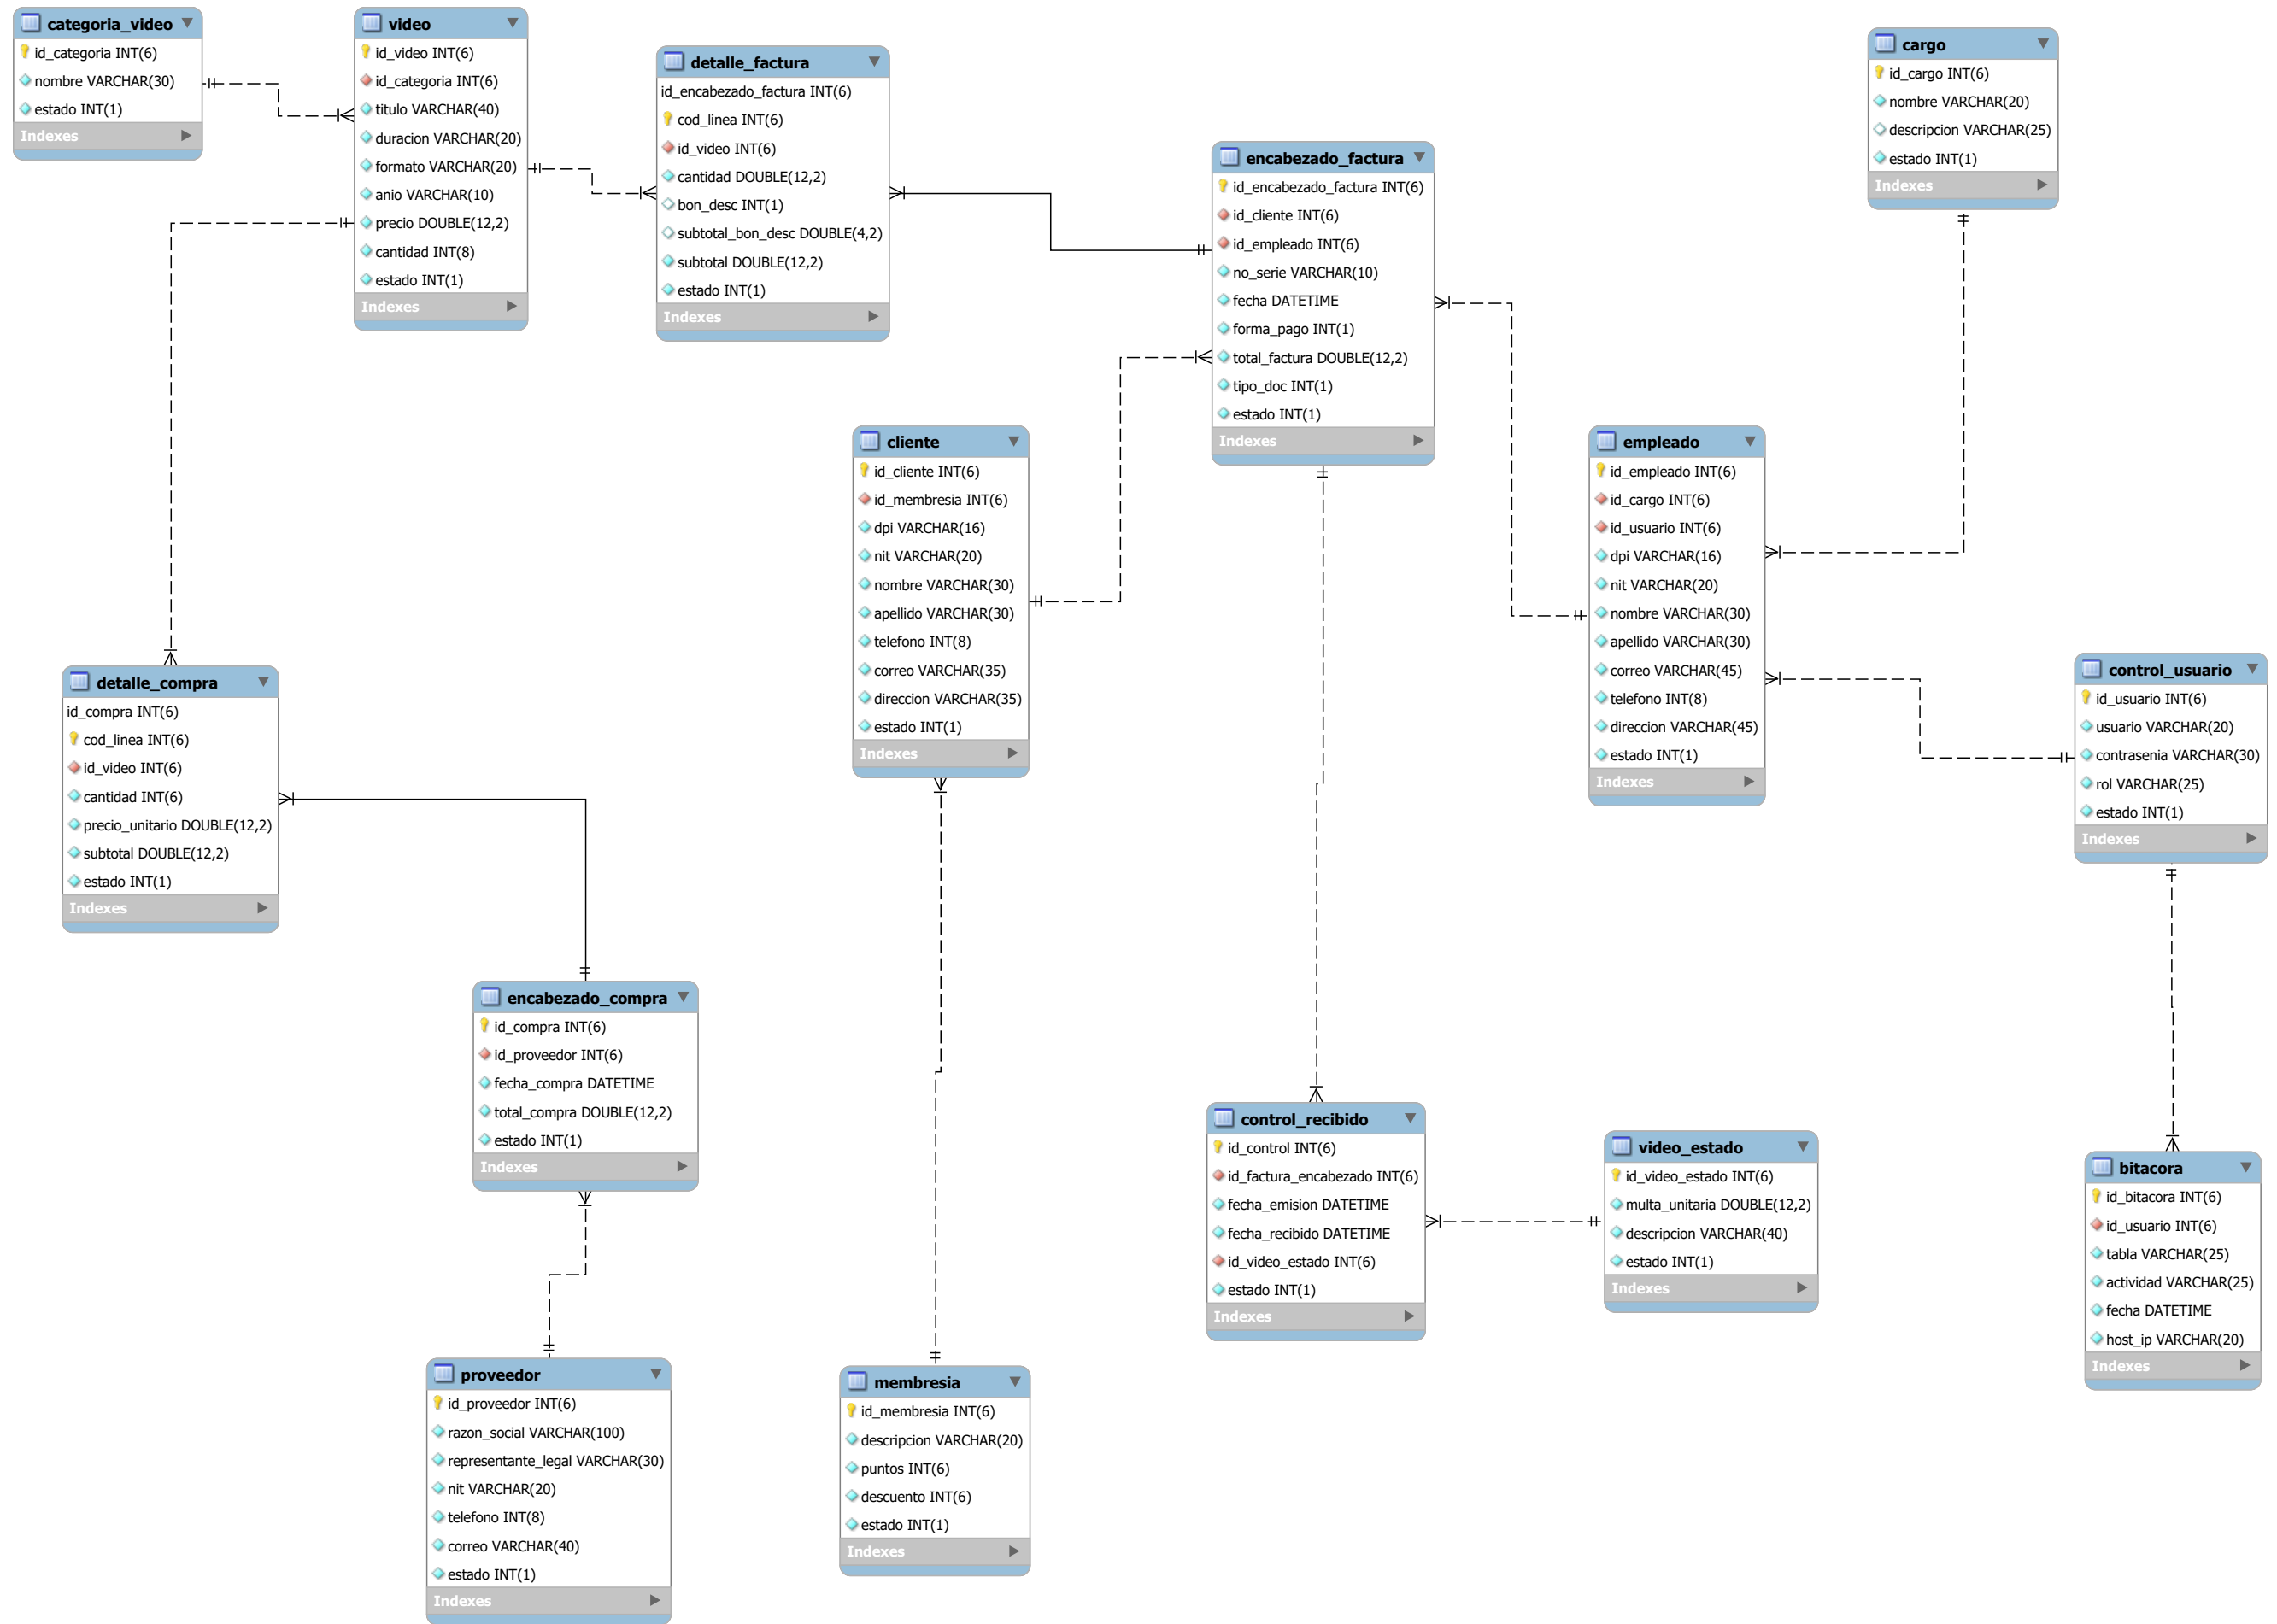 categoria_video
id_categoria INT(6)
nombre VARCHAR(30)
estado INT(1)
Indexes
video
id_video INT(6)
id_categoria INT(6)
titulo VARCHAR(40)
duracion VARCHAR(20)
formato VARCHAR(20)
anio VARCHAR(10)
precio DOUBLE(12,2)
cantidad INT(8)
estado INT(1)
Indexes
detalle_factura
id_encabezado_factura INT(6)
cod_linea INT(6)
id_video INT(6)
cantidad DOUBLE(12,2)
bon_desc INT(1)
subtotal_bon_desc DOUBLE(4,2)
subtotal DOUBLE(12,2)
estado INT(1)
Indexes
encabezado_factura
id_encabezado_factura INT(6)
id_cliente INT(6)
id_empleado INT(6)
no_serie VARCHAR(10)
fecha DATETIME
forma_pago INT(1)
total_factura DOUBLE(12,2)
tipo_doc INT(1)
estado INT(1)
Indexes
cargo
id_cargo INT(6)
nombre VARCHAR(20)
descripcion VARCHAR(25)
estado INT(1)
Indexes
cliente
id_cliente INT(6)
id_membresia INT(6)
dpi VARCHAR(16)
nit VARCHAR(20)
nombre VARCHAR(30)
apellido VARCHAR(30)
telefono INT(8)
correo VARCHAR(35)
direccion VARCHAR(35)
estado INT(1)
Indexes
empleado
id_empleado INT(6)
id_cargo INT(6)
id_usuario INT(6)
dpi VARCHAR(16)
nit VARCHAR(20)
nombre VARCHAR(30)
apellido VARCHAR(30)
correo VARCHAR(45)
telefono INT(8)
direccion VARCHAR(45)
estado INT(1)
Indexes
control_usuario
id_usuario INT(6)
usuario VARCHAR(20)
contrasenia VARCHAR(30)
rol VARCHAR(25)
estado INT(1)
Indexes
detalle_compra
id_compra INT(6)
cod_linea INT(6)
id_video INT(6)
cantidad INT(6)
precio_unitario DOUBLE(12,2)
subtotal DOUBLE(12,2)
estado INT(1)
Indexes
encabezado_compra
id_compra INT(6)
id_proveedor INT(6)
fecha_compra DATETIME
total_compra DOUBLE(12,2)
estado INT(1)
Indexes
control_recibido
id_control INT(6)
id_factura_encabezado INT(6)
fecha_emision DATETIME
fecha_recibido DATETIME
id_video_estado INT(6)
estado INT(1)
Indexes
video_estado
id_video_estado INT(6)
multa_unitaria DOUBLE(12,2)
descripcion VARCHAR(40)
estado INT(1)
Indexes
bitacora
id_bitacora INT(6)
id_usuario INT(6)
tabla VARCHAR(25)
actividad VARCHAR(25)
fecha DATETIME
host_ip VARCHAR(20)
Indexes
proveedor
id_proveedor INT(6)
razon_social VARCHAR(100)
representante_legal VARCHAR(30)
nit VARCHAR(20)
telefono INT(8)
correo VARCHAR(40)
estado INT(1)
Indexes
membresia
id_membresia INT(6)
descripcion VARCHAR(20)
puntos INT(6)
descuento INT(6)
estado INT(1)
Indexes